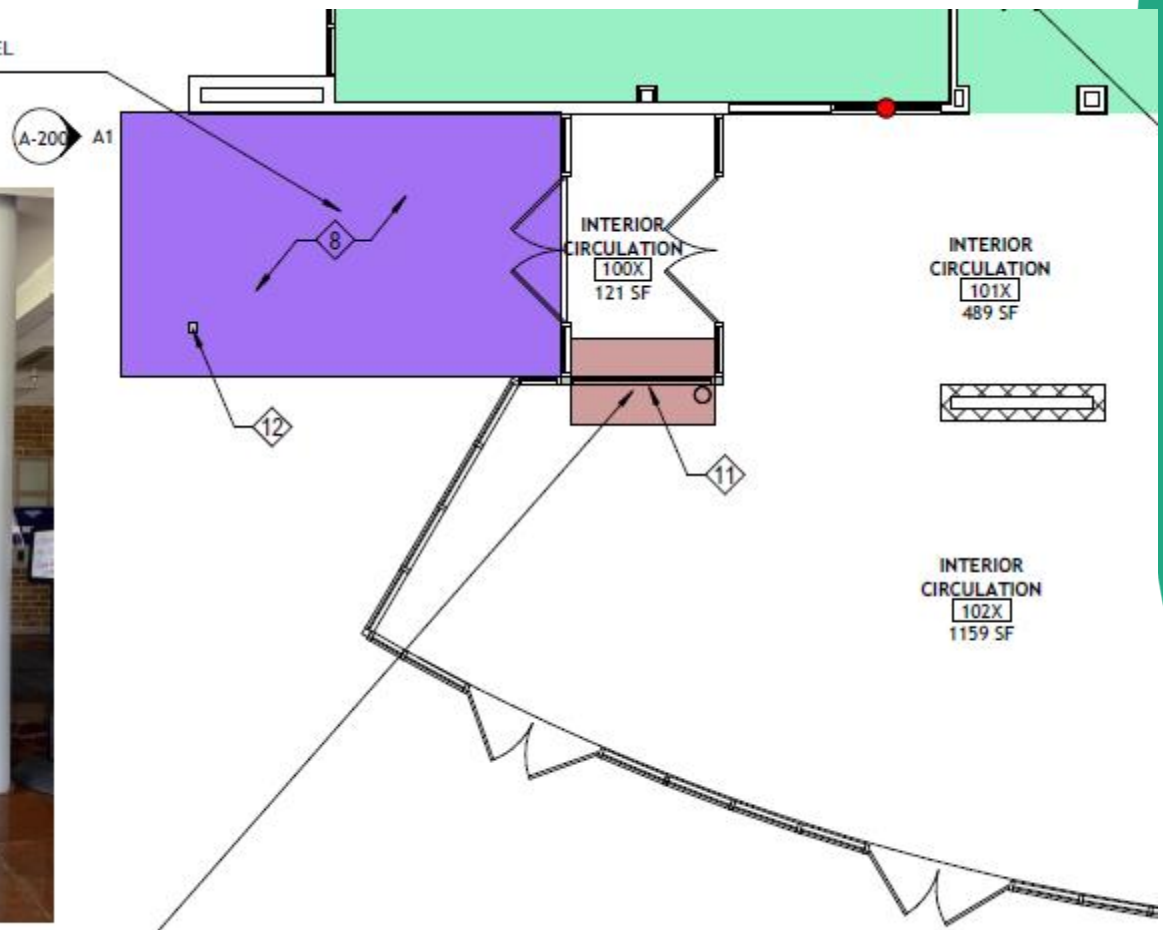 EL
A-200 A1
8
12
11
INTERIOR
CIRCULATION
100X
121 SF
INTERIOR
CIRCULATION
101X
489 SF
INTERIOR
CIRCULATION
102X
1159 SF